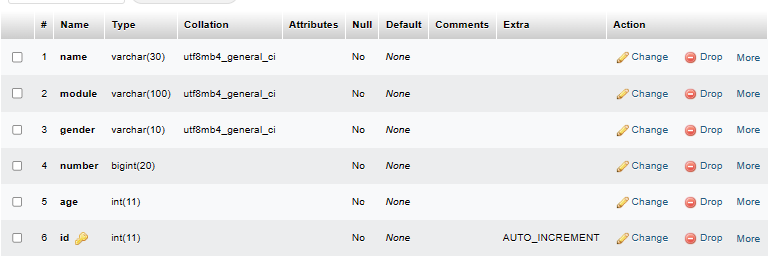 # Name Type Collation Attributes Null Default Comments Extra Action
1 name varchar(30) utf8mb4_general_ci No None Change Drop More
2 module varchar(100) utf8mb4_general_ci No None Change Drop More
3 gender varchar(10) utf8mb4_general_ci No None Change Drop More
4 number bigint(20) No None Change Drop More
5 age int(11) No None Change Drop More
6 id int(11) No None AUTO_INCREMENT Change Drop More